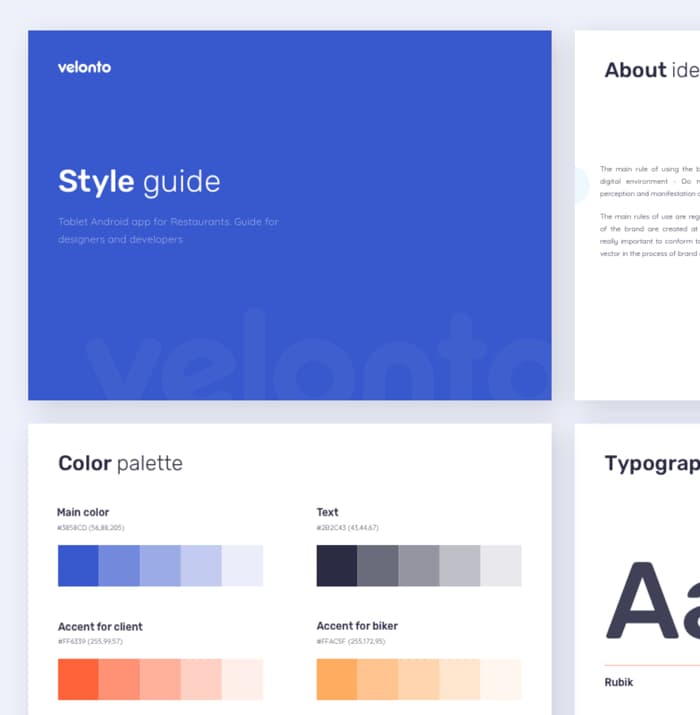 velonto
Style guide
Tablet Android app for Restaurants. Guide for
designers and developers
velonto
About ide
The main rule of using the b
digital environment - Do n
perception and manifestation o
The main rules of use are reg
of the brand are created at
really important to conform to
vector in the process of brand
Color palette
Main color
#3858CD (56,88,205)
Text
#2B2C43 (43,44,67)
Accent for client
#FF6339 (255,99,57)
Accent for biker
#FFAC5F (255,172,95)
Typograp
Aa
Rubik